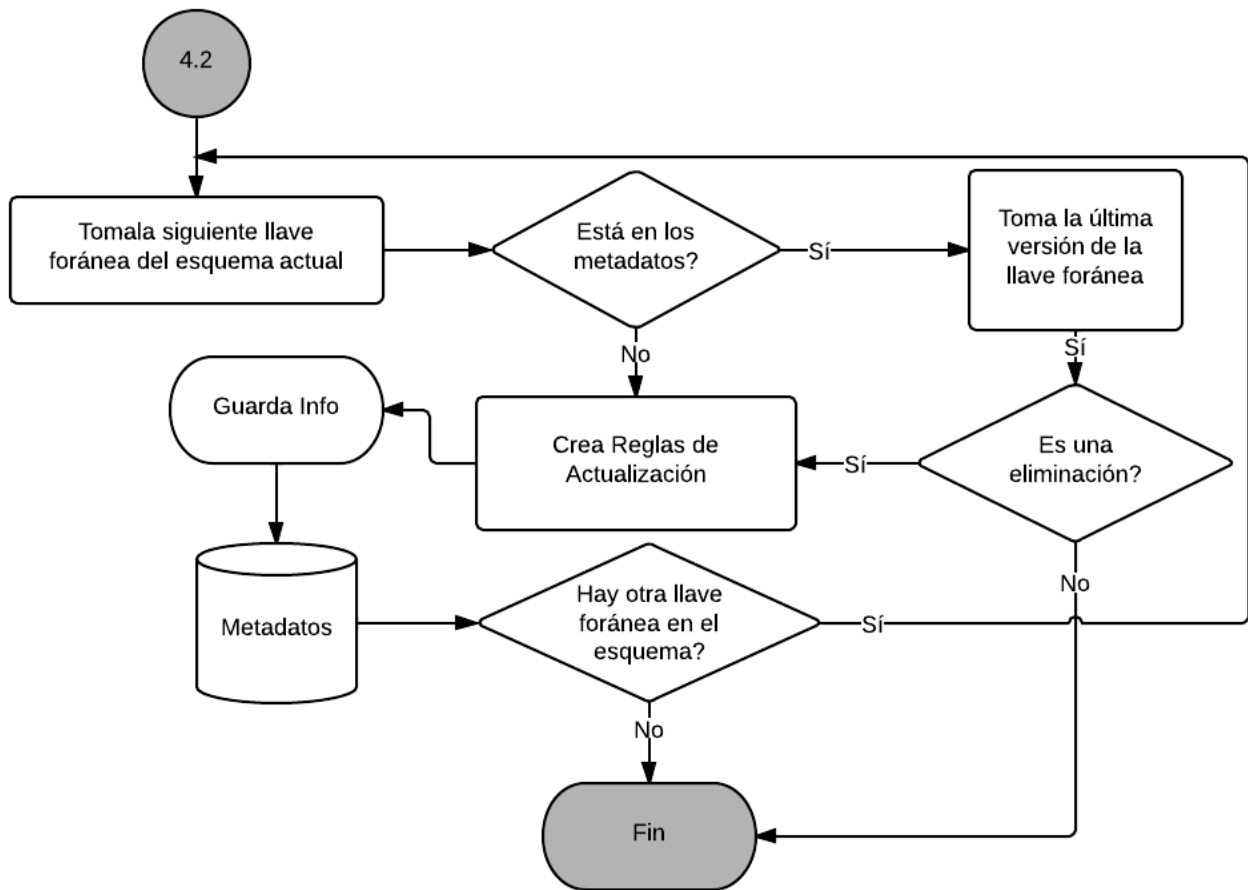 4.2
Tomala siguiente llave
foránea del esquema actual
Está en los
metadatos?
Sí
Toma la última
versión de la
llave foránea
No
Sí
Guarda Info
Crea Reglas de
Actualización
Sí
Es una
eliminación?
No
Metadatos
Hay otra llave
foránea en el
esquema?
Sí
No
Fin